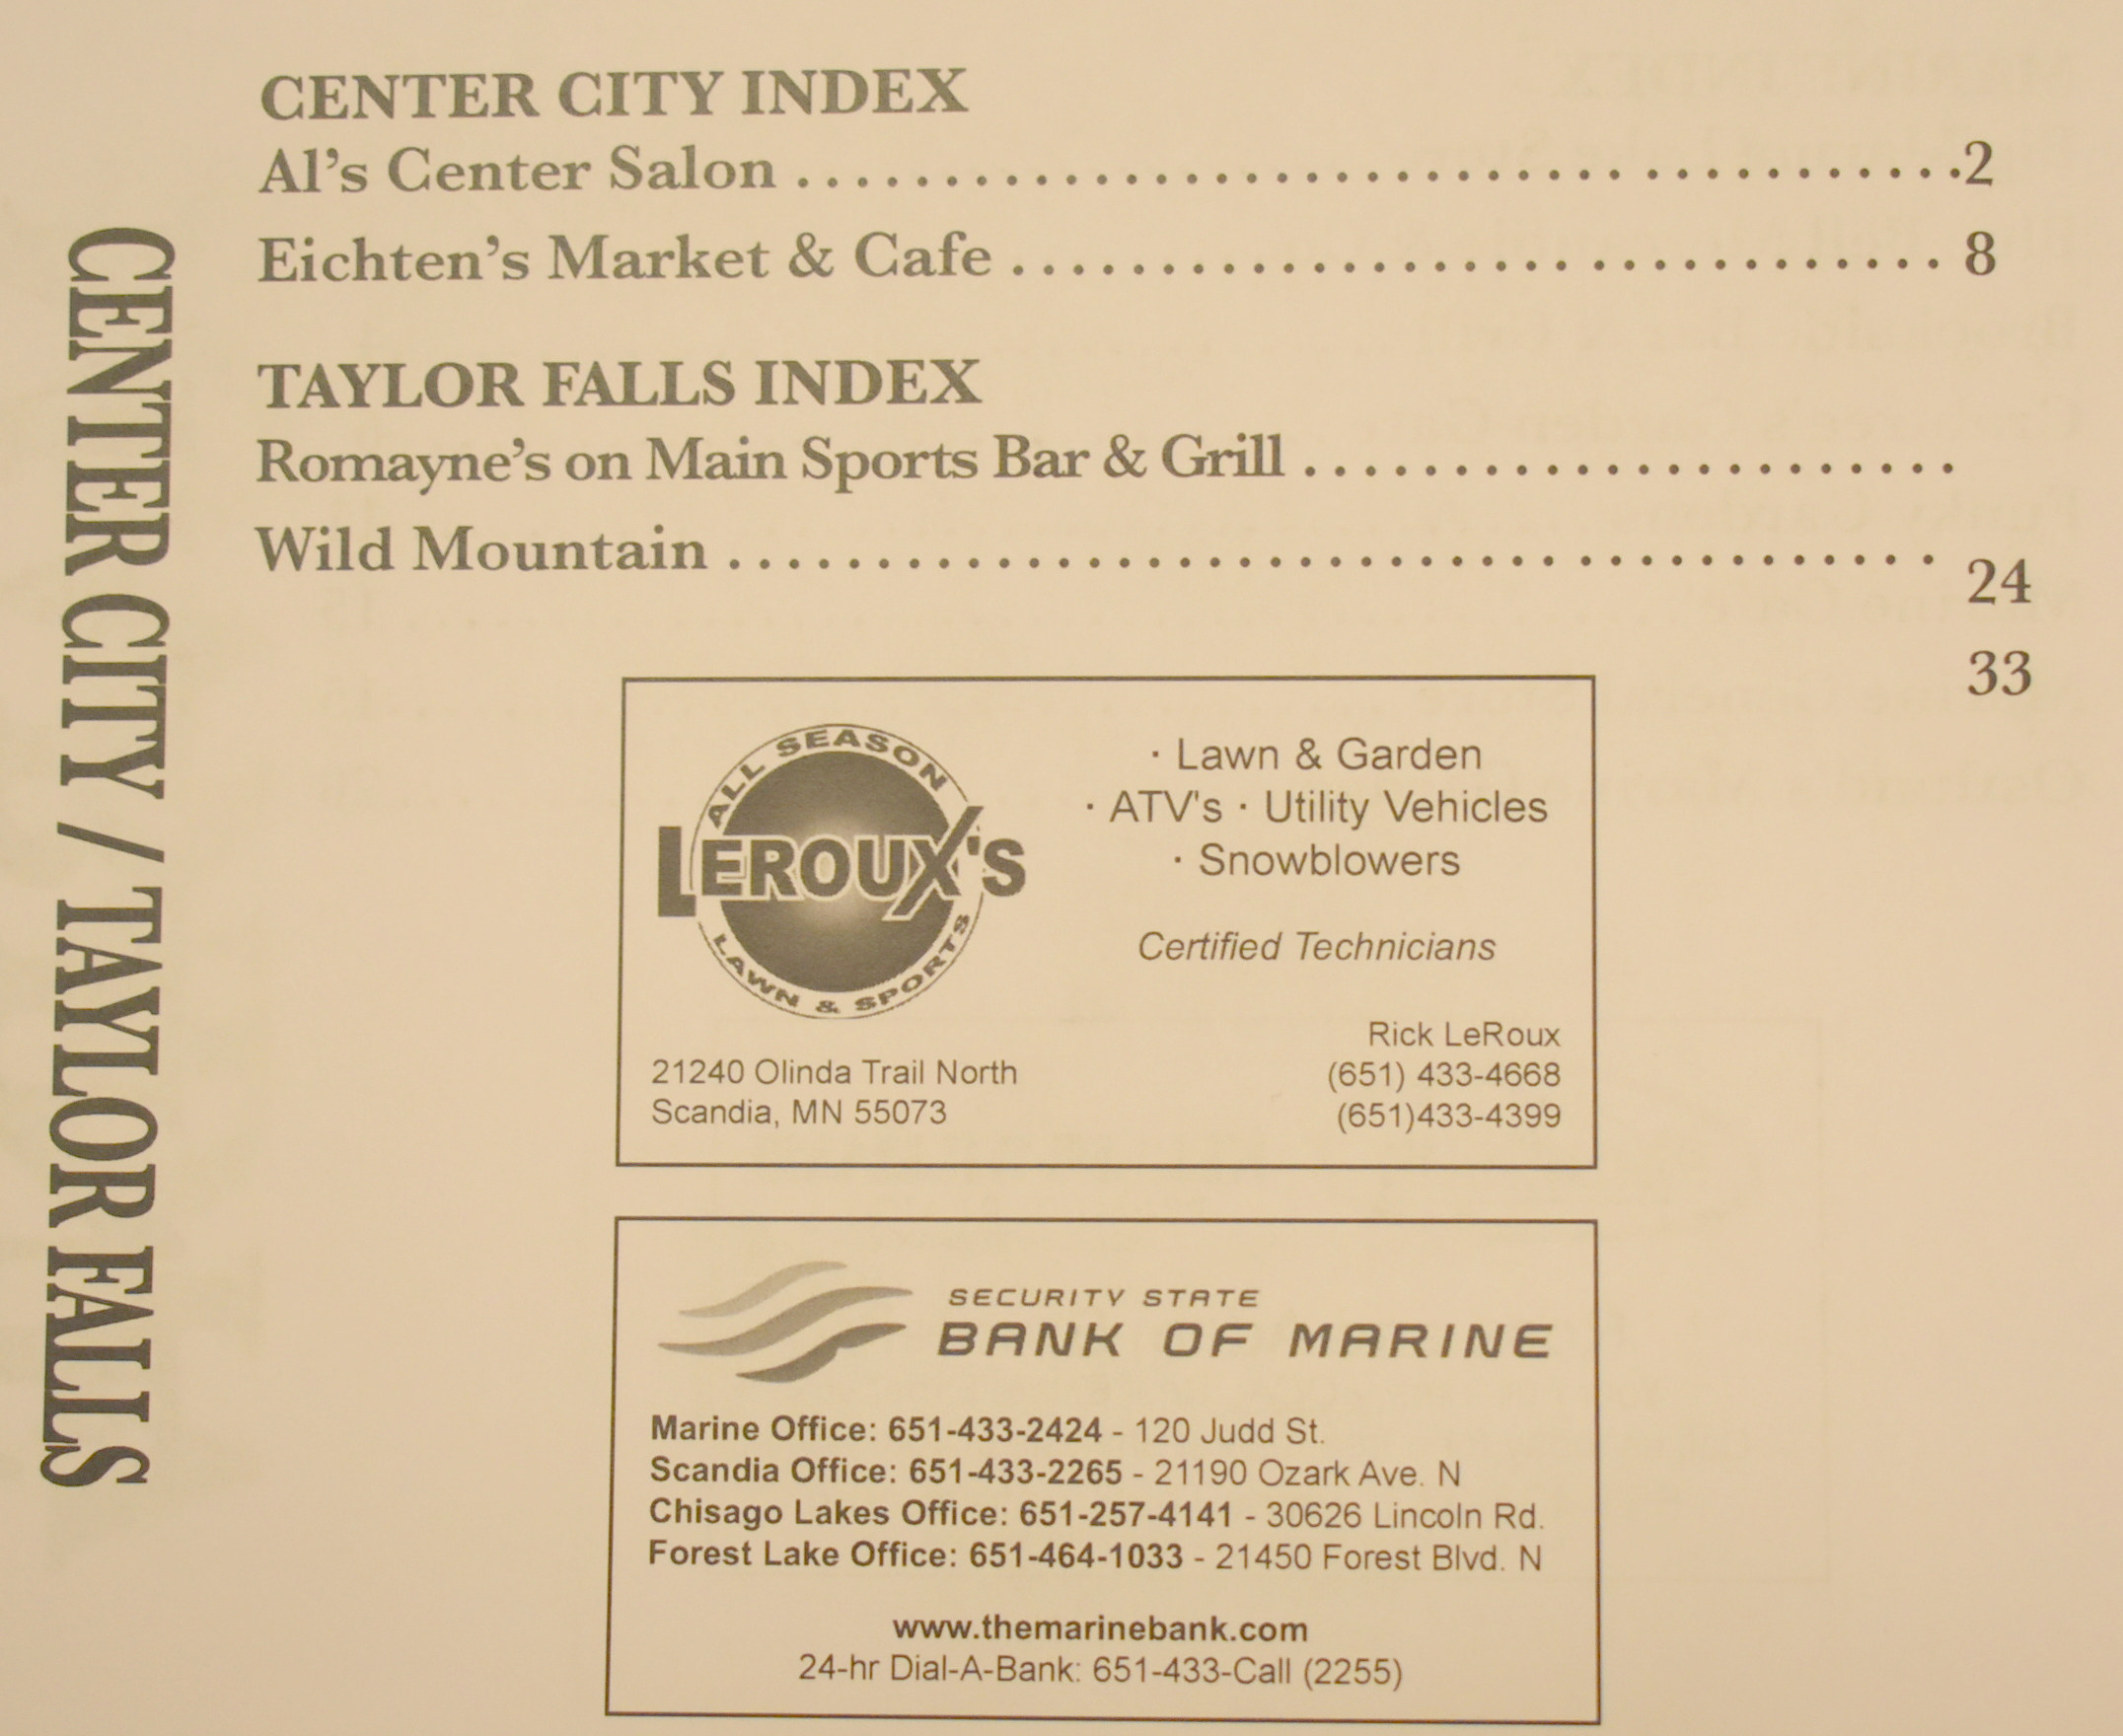 CENTER CITY / TAYLOR FALLS
CENTER CITY INDEX
Al's Center Salon .......................................2
Eichten's Market & Cafe ................................ 8
TAYLOR FALLS INDEX
Romayne's on Main Sports Bar & Grill ......................
Wild Mountain .........................................
24
33
ALL SEASON
LEROUX'S
LAWN & SPORTS
· Lawn & Garden
· ATV's · Utility Vehicles
· Snowblowers
Certified Technicians
Rick LeRoux
(651) 433-4668
(651)433-4399
21240 Olinda Trail North
Scandia, MN 55073
SECURITY STATE
BANK OF MARINE
Marine Office: 651-433-2424 - 120 Judd St.
Scandia Office: 651-433-2265 - 21190 Ozark Ave. N
Chisago Lakes Office: 651-257-4141 - 30626 Lincoln Rd.
Forest Lake Office: 651-464-1033 - 21450 Forest Blvd. N
www.themarinebank.com
24-hr Dial-A-Bank: 651-433-Call (2255)